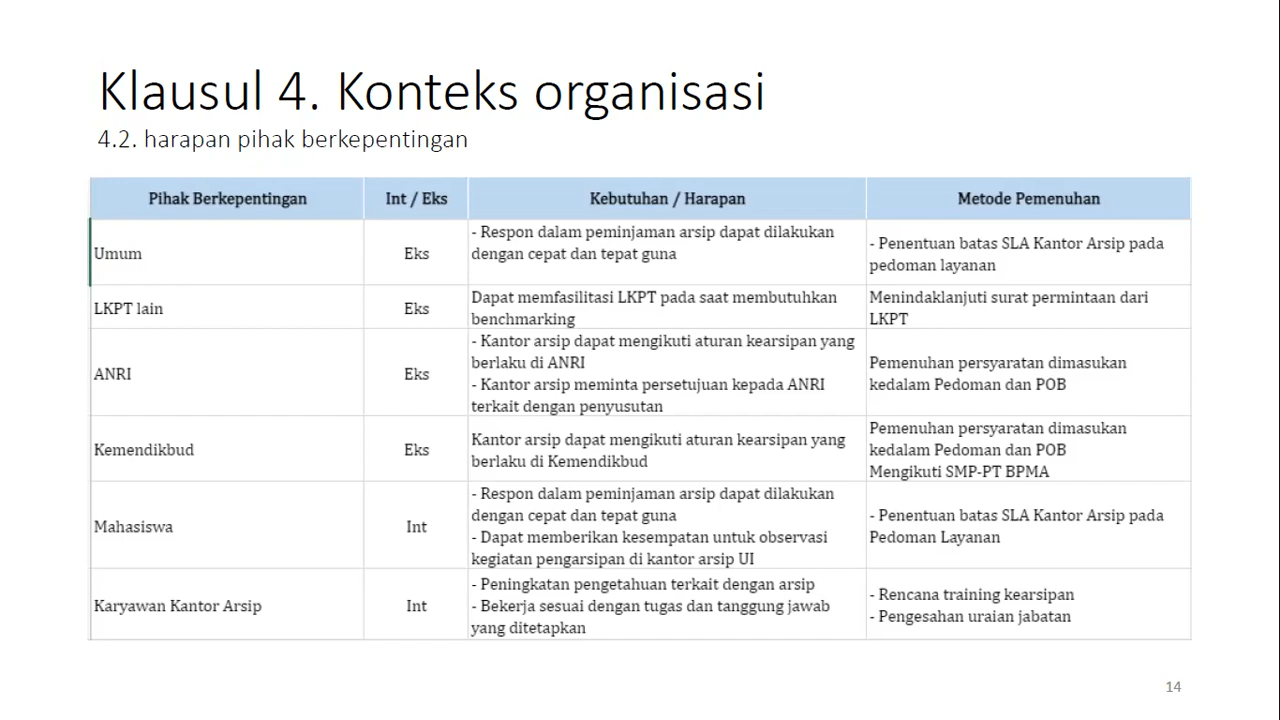 Klausul 4. Konteks organisasi
4.2. harapan pihak berkepentingan
Pihak Berkepentingan Int / Eks Kebutuhan / Harapan Metode Pemenuhan
Umum
Eks
- Respon dalam peminjaman arsip dapat dilakukan
dengan cepat dan tepat guna
- Penentuan batas SLA Kantor Arsip pada
pedoman layanan
LKPT lain
Eks
Dapat memfasilitasi LKPT pada saat membutuhkan
benchmarking
Menindaklanjuti surat permintaan dari
LKPT
ANRI
Eks
- Kantor arsip dapat mengikuti aturan kearsipan yang
berlaku di ANRI
- Kantor arsip meminta persetujuan kepada ANRI
terkait dengan penyusutan
Pemenuhan persyaratan dimasukan
kedalam Pedoman dan POB
Kemendikbud
Eks
Kantor arsip dapat mengikuti aturan kearsipan yang
berlaku di Kemendikbud
Pemenuhan persyaratan dimasukan
kedalam Pedoman dan POB
Mengikuti SMP-PT BPMA
Mahasiswa
Int
- Respon dalam peminjaman arsip dapat dilakukan
dengan cepat dan tepat guna
- Dapat memberikan kesempatan untuk observasi
kegiatan pengarsipan di kantor arsip UI
- Penentuan batas SLA Kantor Arsip pada
Pedoman Layanan
Karyawan Kantor Arsip
Int
- Peningkatan pengetahuan terkait dengan arsip
- Bekerja sesuai dengan tugas dan tanggung jawab
yang ditetapkan
- Rencana training kearsipan
- Pengesahan uraian jabatan
14